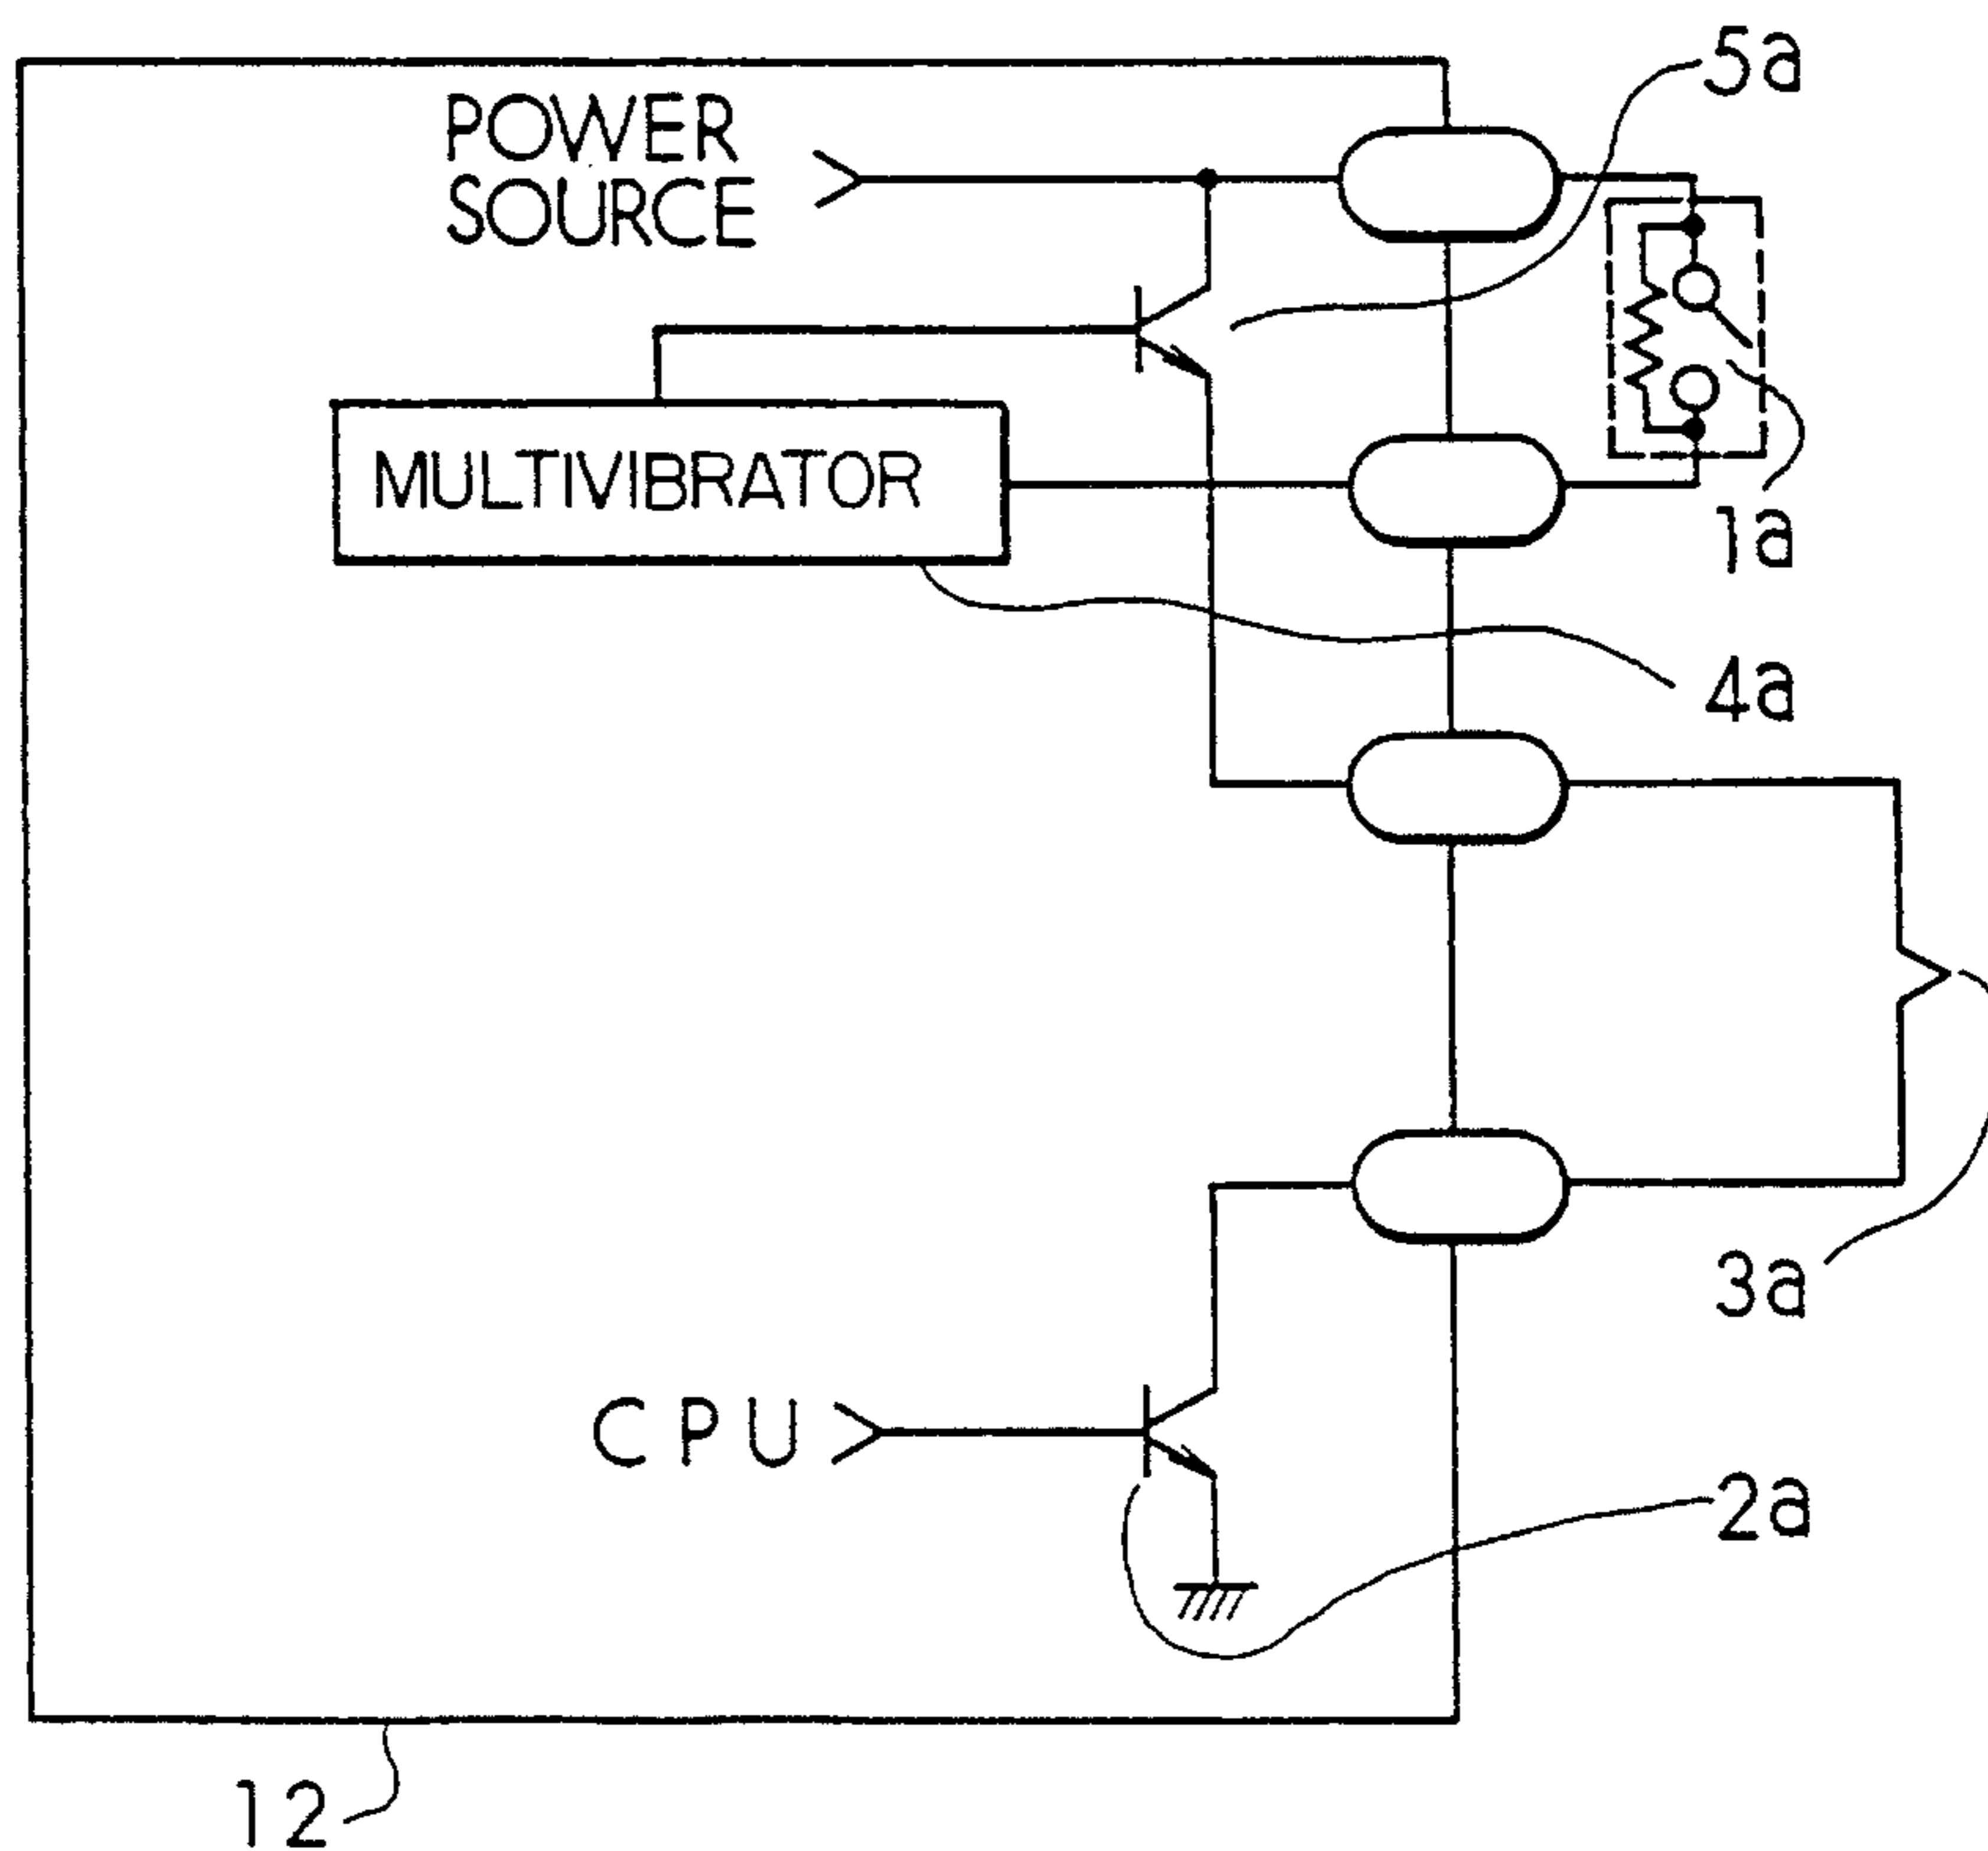 5a
POWER
SOURCE
MULTIVIBRATOR
1a
4a
3a
CPU
2a
12